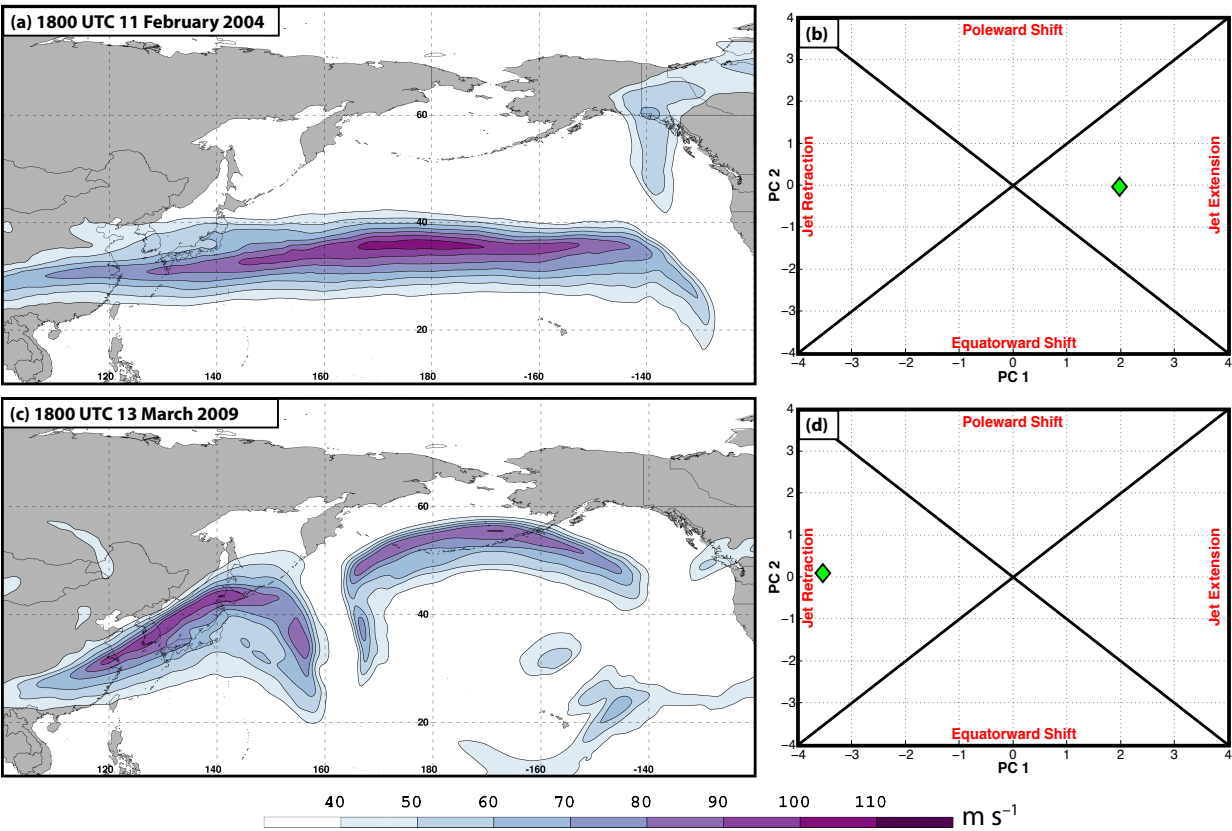 (a) 1800 UTC 11 February 2004
60
40
20
120 140 160 -180 -160 -140
(b)
Poleward Shift
Jet Retraction
Jet Extension
Equatorward Shift
PC 2
4
3
2
1
0
-1
-2
-3
-4
-4 -3 -2 -1 0 1 2 3 4
PC 1
(c) 1800 UTC 13 March 2009
60
40
20
120 140 160 -180 -160 -140
(d)
Poleward Shift
Jet Retraction
Jet Extension
Equatorward Shift
PC 2
4
3
2
1
0
-1
-2
-3
-4
-4 -3 -2 -1 0 1 2 3 4
PC 1
40 50 60 70 80 90 100 110 m s⁻¹